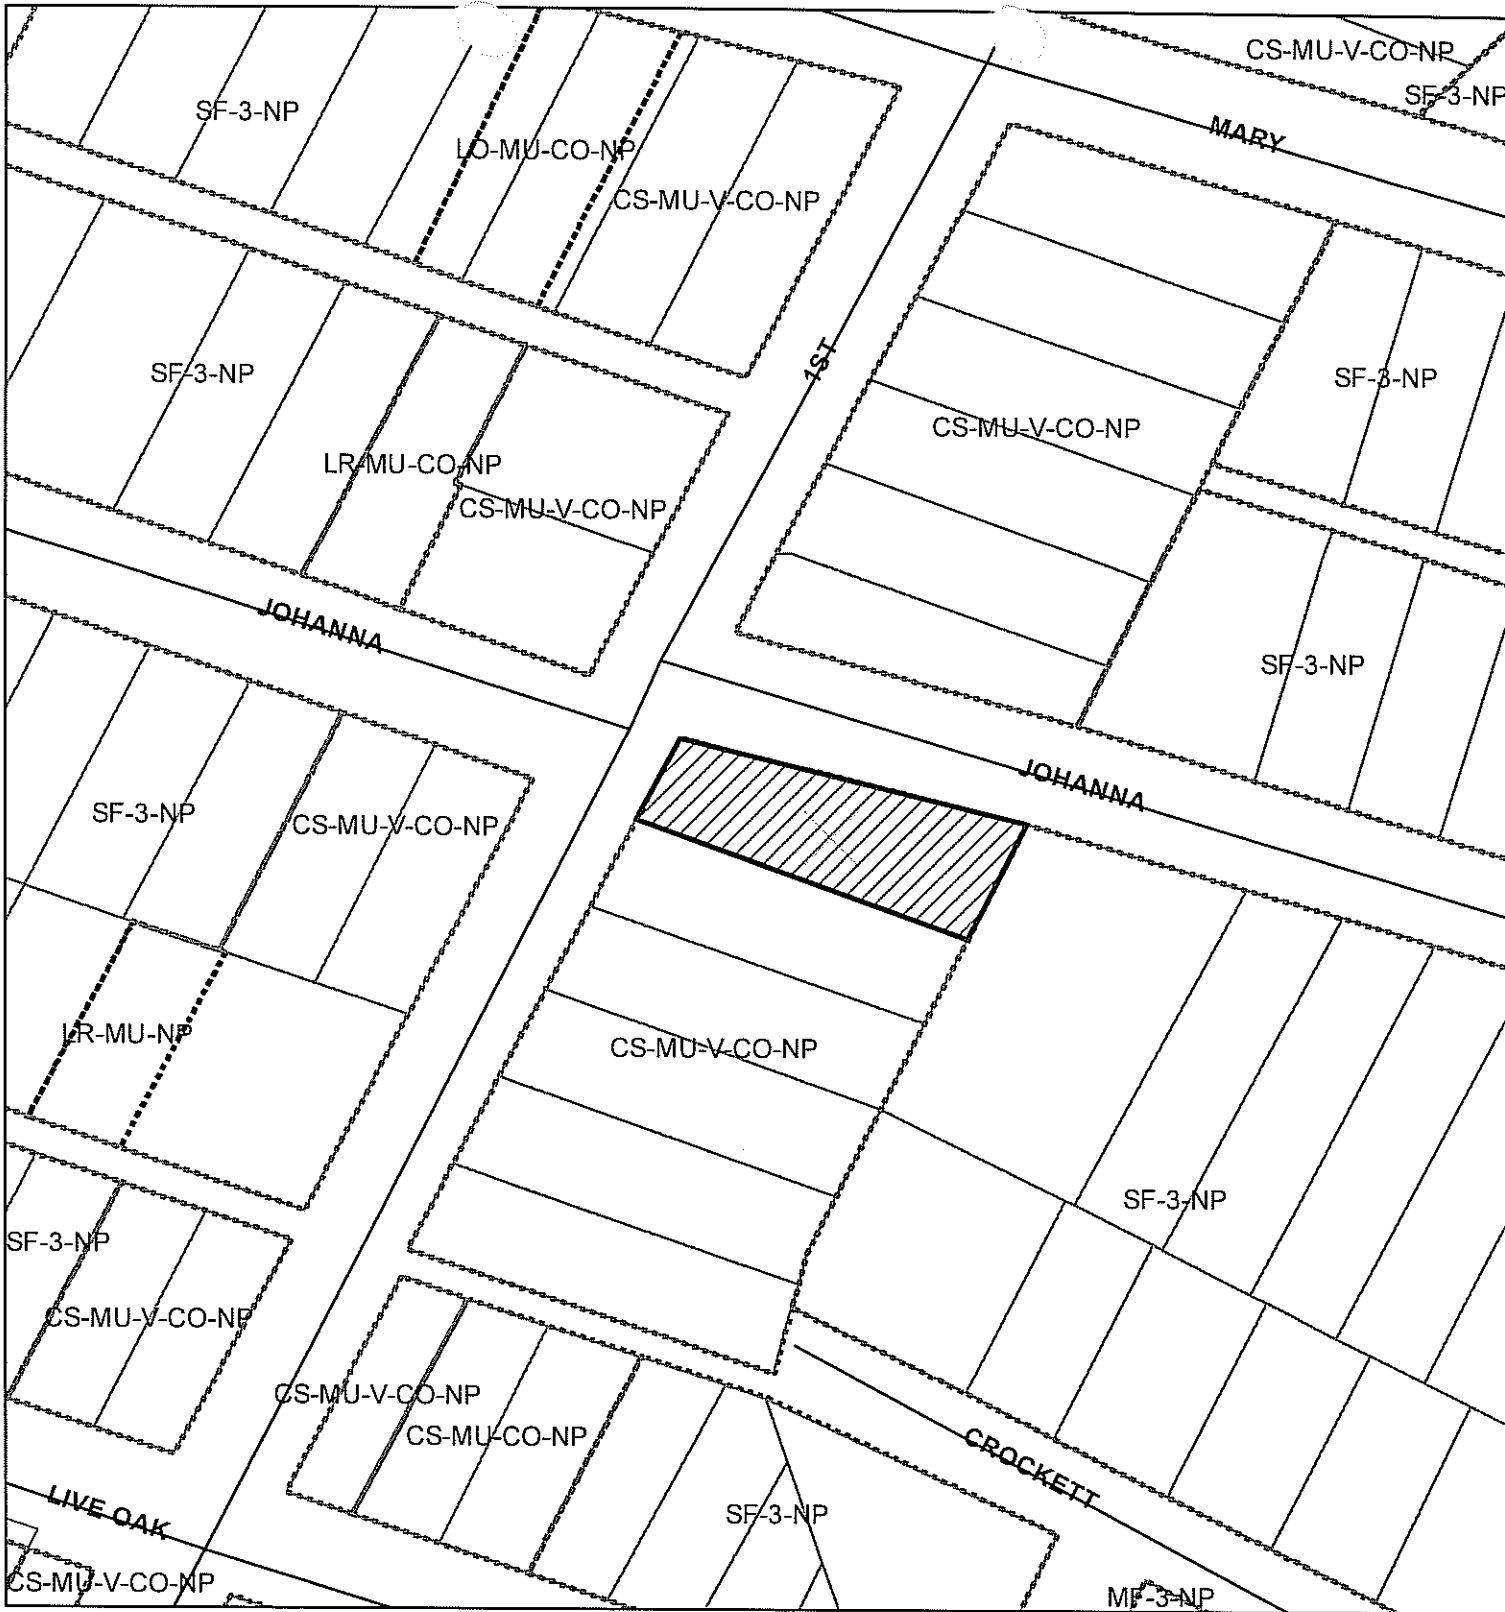 CS-MU-V-CO-NP
SF-3-NP
SF-3-NP
MARY
LO-MU-CO-NP
CS-MU-V-CO-NP
1ST
SF-3-NP
SF-3-NP
CS-MU-V-CO-NP
LR-MU-CO-NP
CS-MU-V-CO-NP
JOHANNA
SF-3-NP
JOHANNA
SF-3-NP
CS-MU-V-CO-NP
LR-MU-NP
CS-MU-V-CO-NP
SF-3-NP
SF-3-NP
CS-MU-V-CO-NP
CS-MU-V-CO-NP
CS-MU-CO-NP
CROCKETT
LIVE OAK
SF-3-NP
CS-MU-V-CO-NP
MF-3-NP